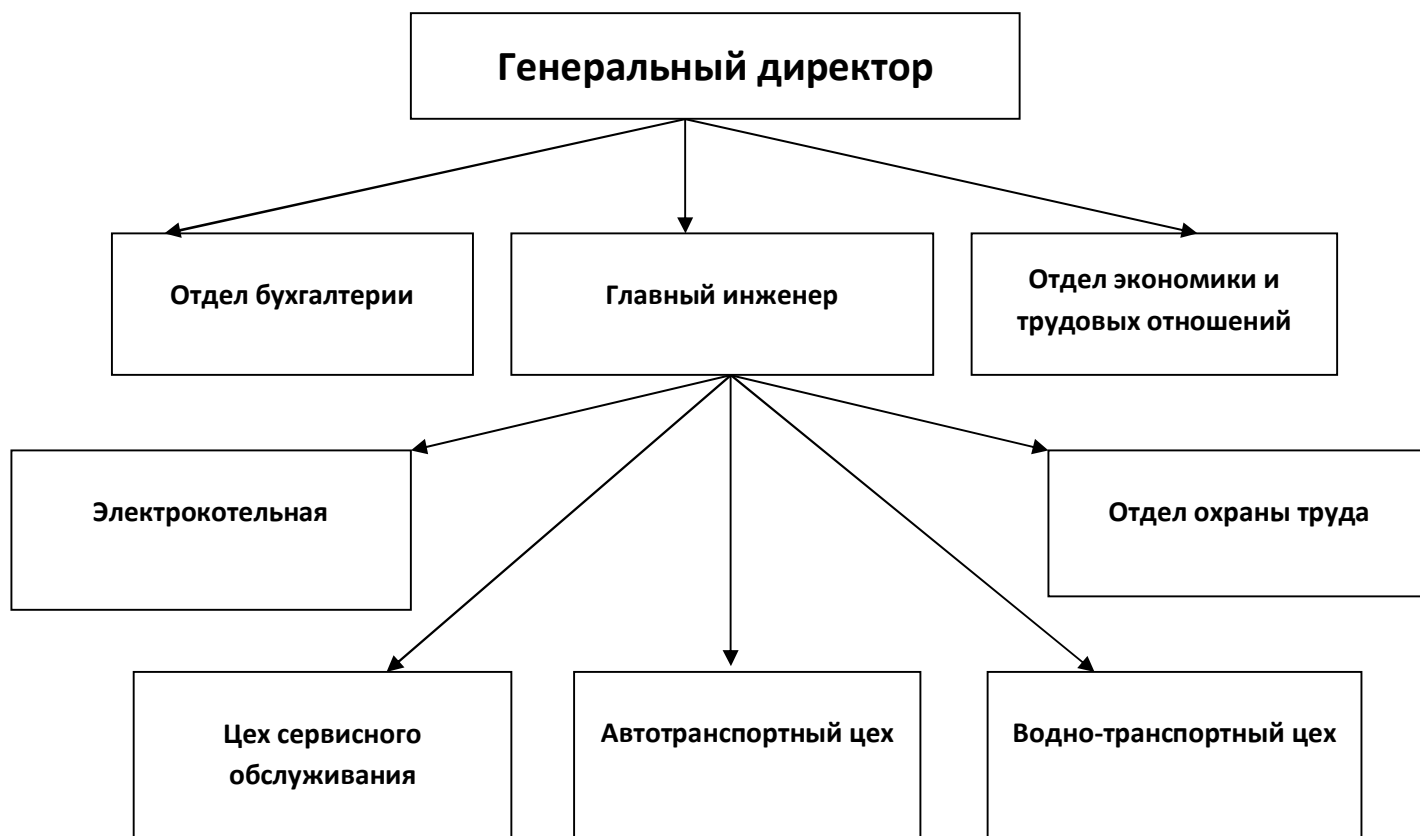 Генеральный директор
Отдел бухгалтерии
Главный инженер
Отдел экономики и
трудовых отношений
Электрокотельная
Отдел охраны труда
Цех сервисного
обслуживания
Автотранспортный цех
Водно-транспортный цех